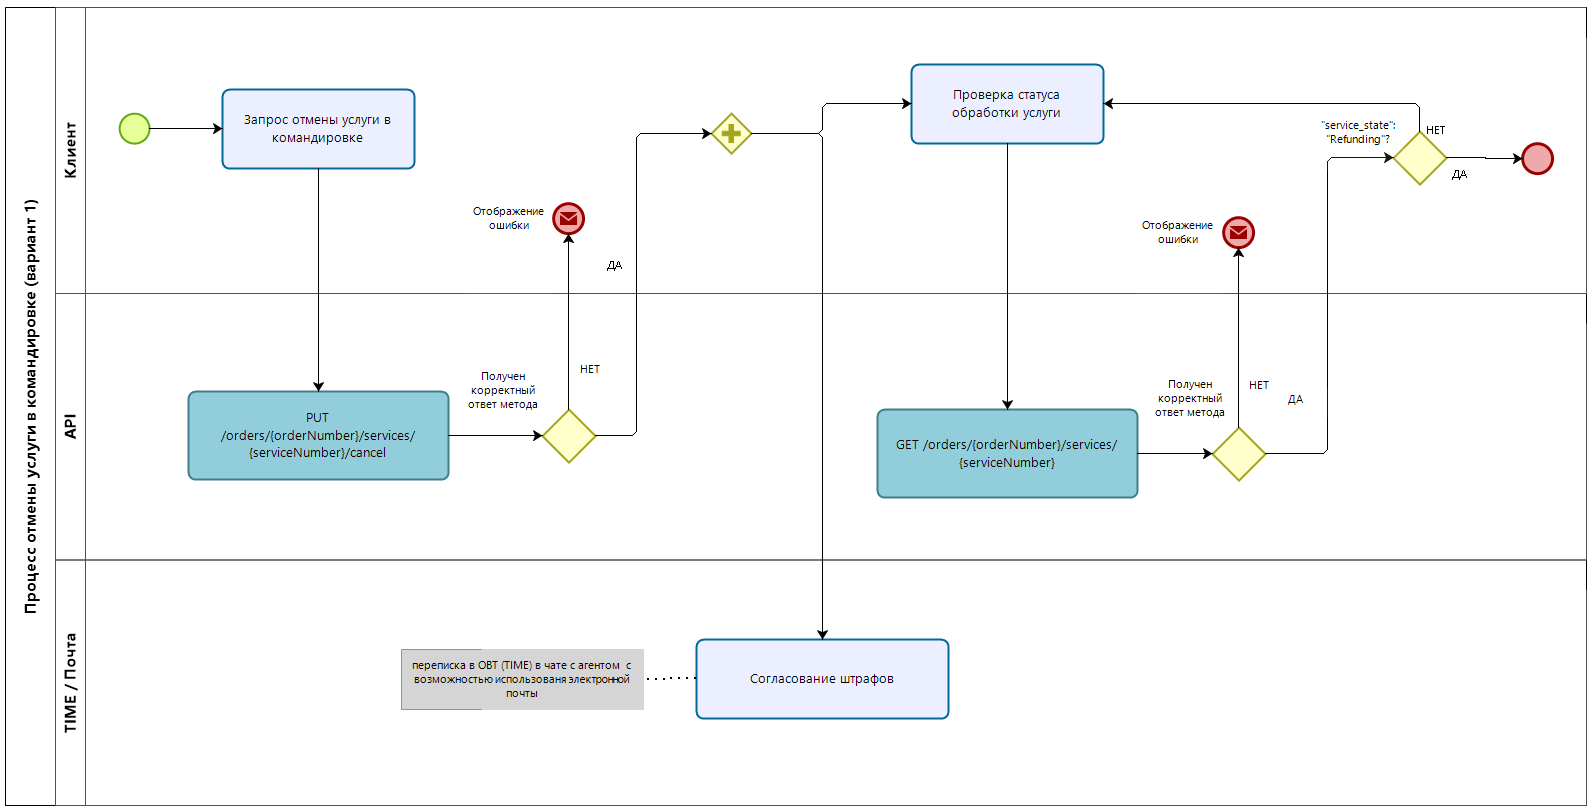 Процесс отмены услуги в командировке (вариант 1)
Клиент
Запрос отмены услуги в
командировке
Отображение
ошибки
ДА
Проверка статуса
обработки услуги
"service_state":
"Refunding"?
НЕТ
ДА
Отображение
ошибки
API
PUT
/orders/{orderNumber}/services/
{serviceNumber}/cancel
Получен
корректный
ответ метода
НЕТ
GET /orders/{orderNumber}/services/
{serviceNumber}
Получен
корректный
ответ метода
НЕТ
ДА
TIME / Почта
переписка в OBT (TIME) в чате с агентом с
возможностью использованя электронной
почты
Согласование штрафов